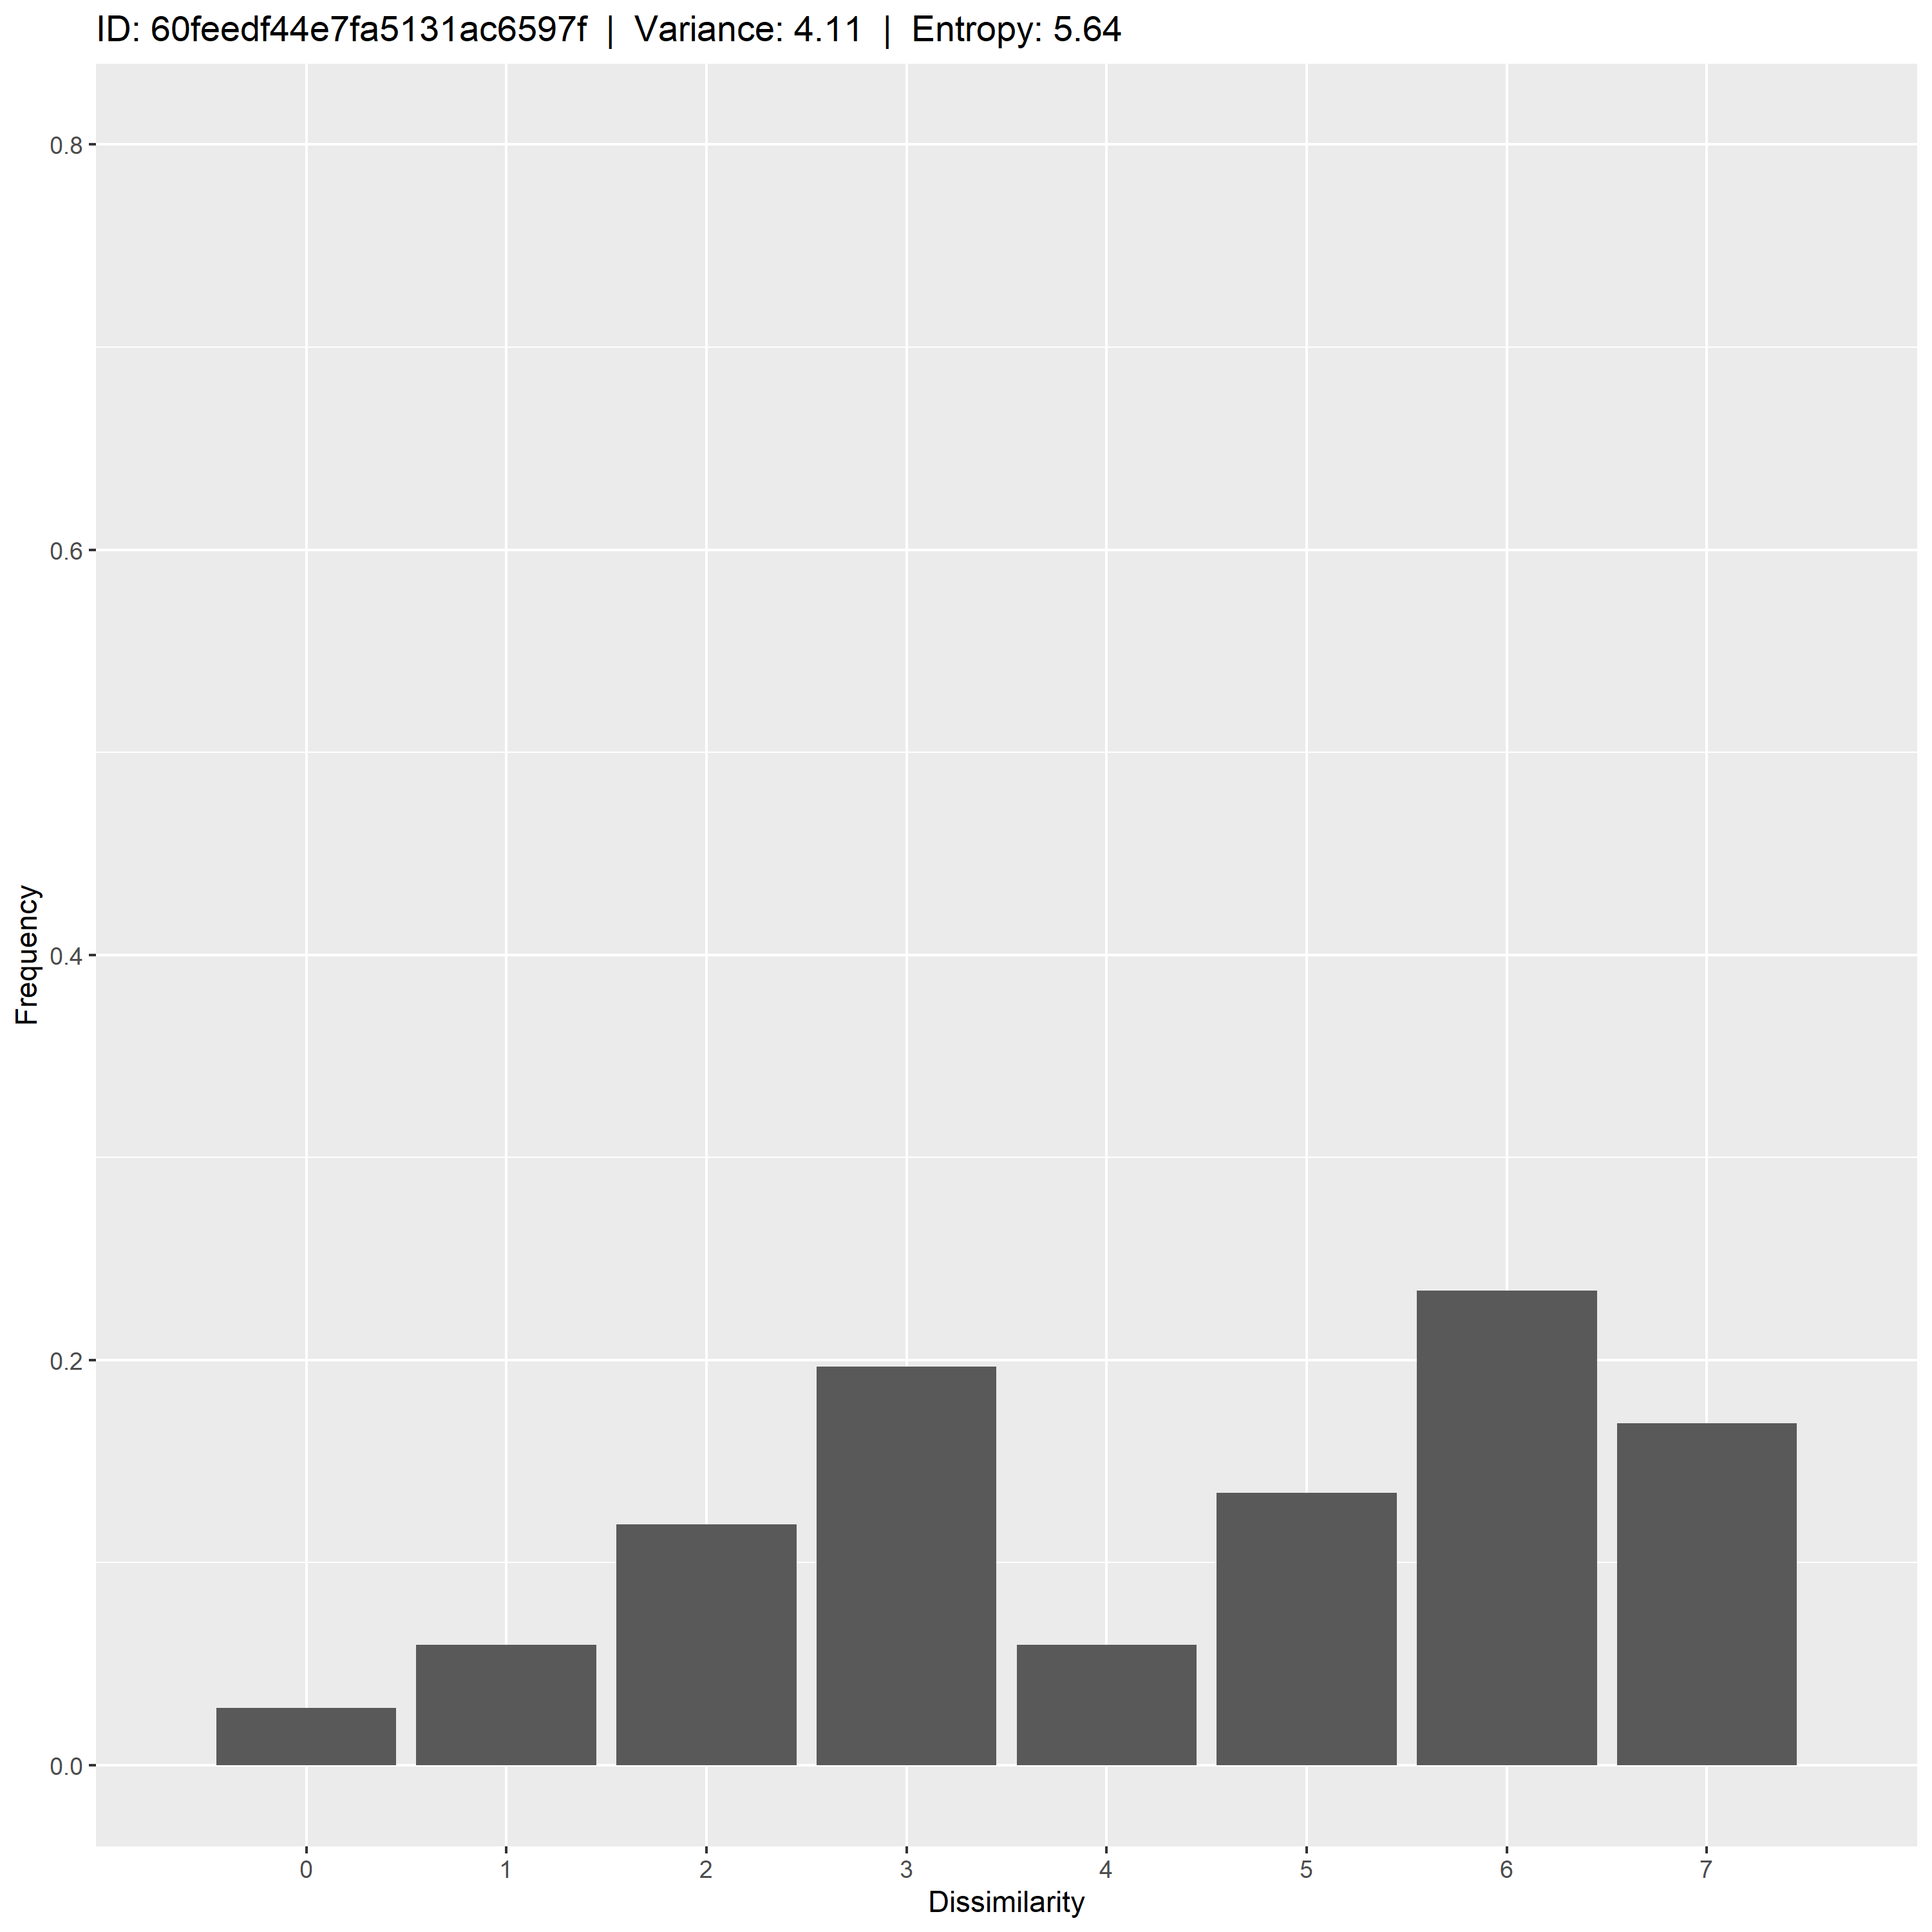 ID: 60feedf44e7fa5131ac6597f | Variance: 4.11 | Entropy: 5.64
0.8
0.6
0.4
0.2
0.0
Frequency
0 1 2 3 4 5 6 7
Dissimilarity